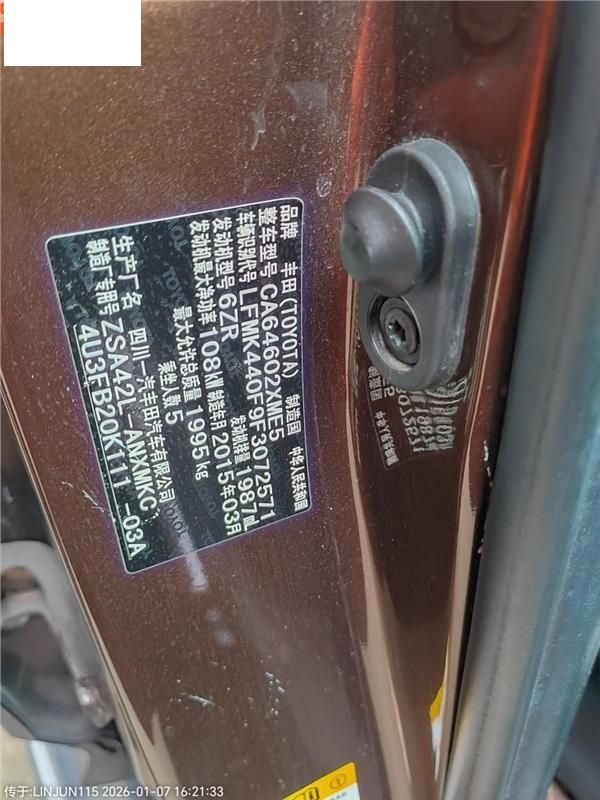 品牌 丰田(TOYOTA) 制造国 中华人民共和国
整车型号 CA64602XME5
车辆识别代号 LFMK440F9F3072571
发动机型号 6ZR 发动机排量 1987ml
发动机最大净功率 108KW 制造年月 2015年03月
最大允许总质量 1995kg
乘坐人数 5
生产厂名 四川一汽丰田汽车有限公司
制造厂专用号 ZSA42L-ANXMKC
4U3FB20K111 -03A
传于:LINJUN115 2026-01-07 16:21:33